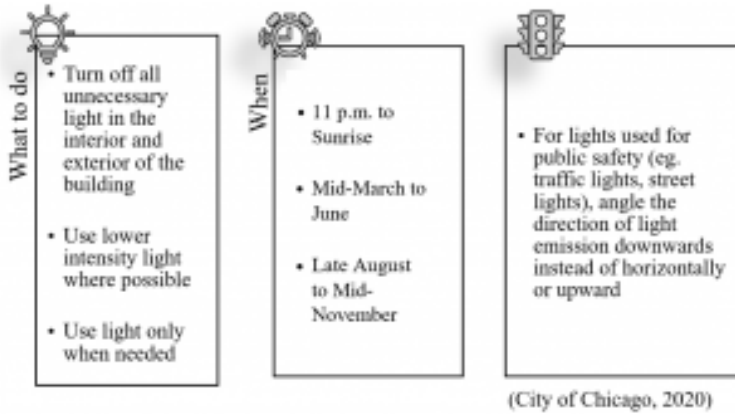 What to do
• Turn off all
unnecessary
light in the
interior and
exterior of the
building
• Use lower
intensity light
where possible
• Use light only
when needed
When
• 11 p.m. to
Sunrise
• Mid-March to
June
• Late August
to Mid-
November
• For lights used for
public safety (eg.
traffic lights, street
lights), angle the
direction of light
emission downwards
instead of horizontally
or upward
(City of Chicago, 2020)